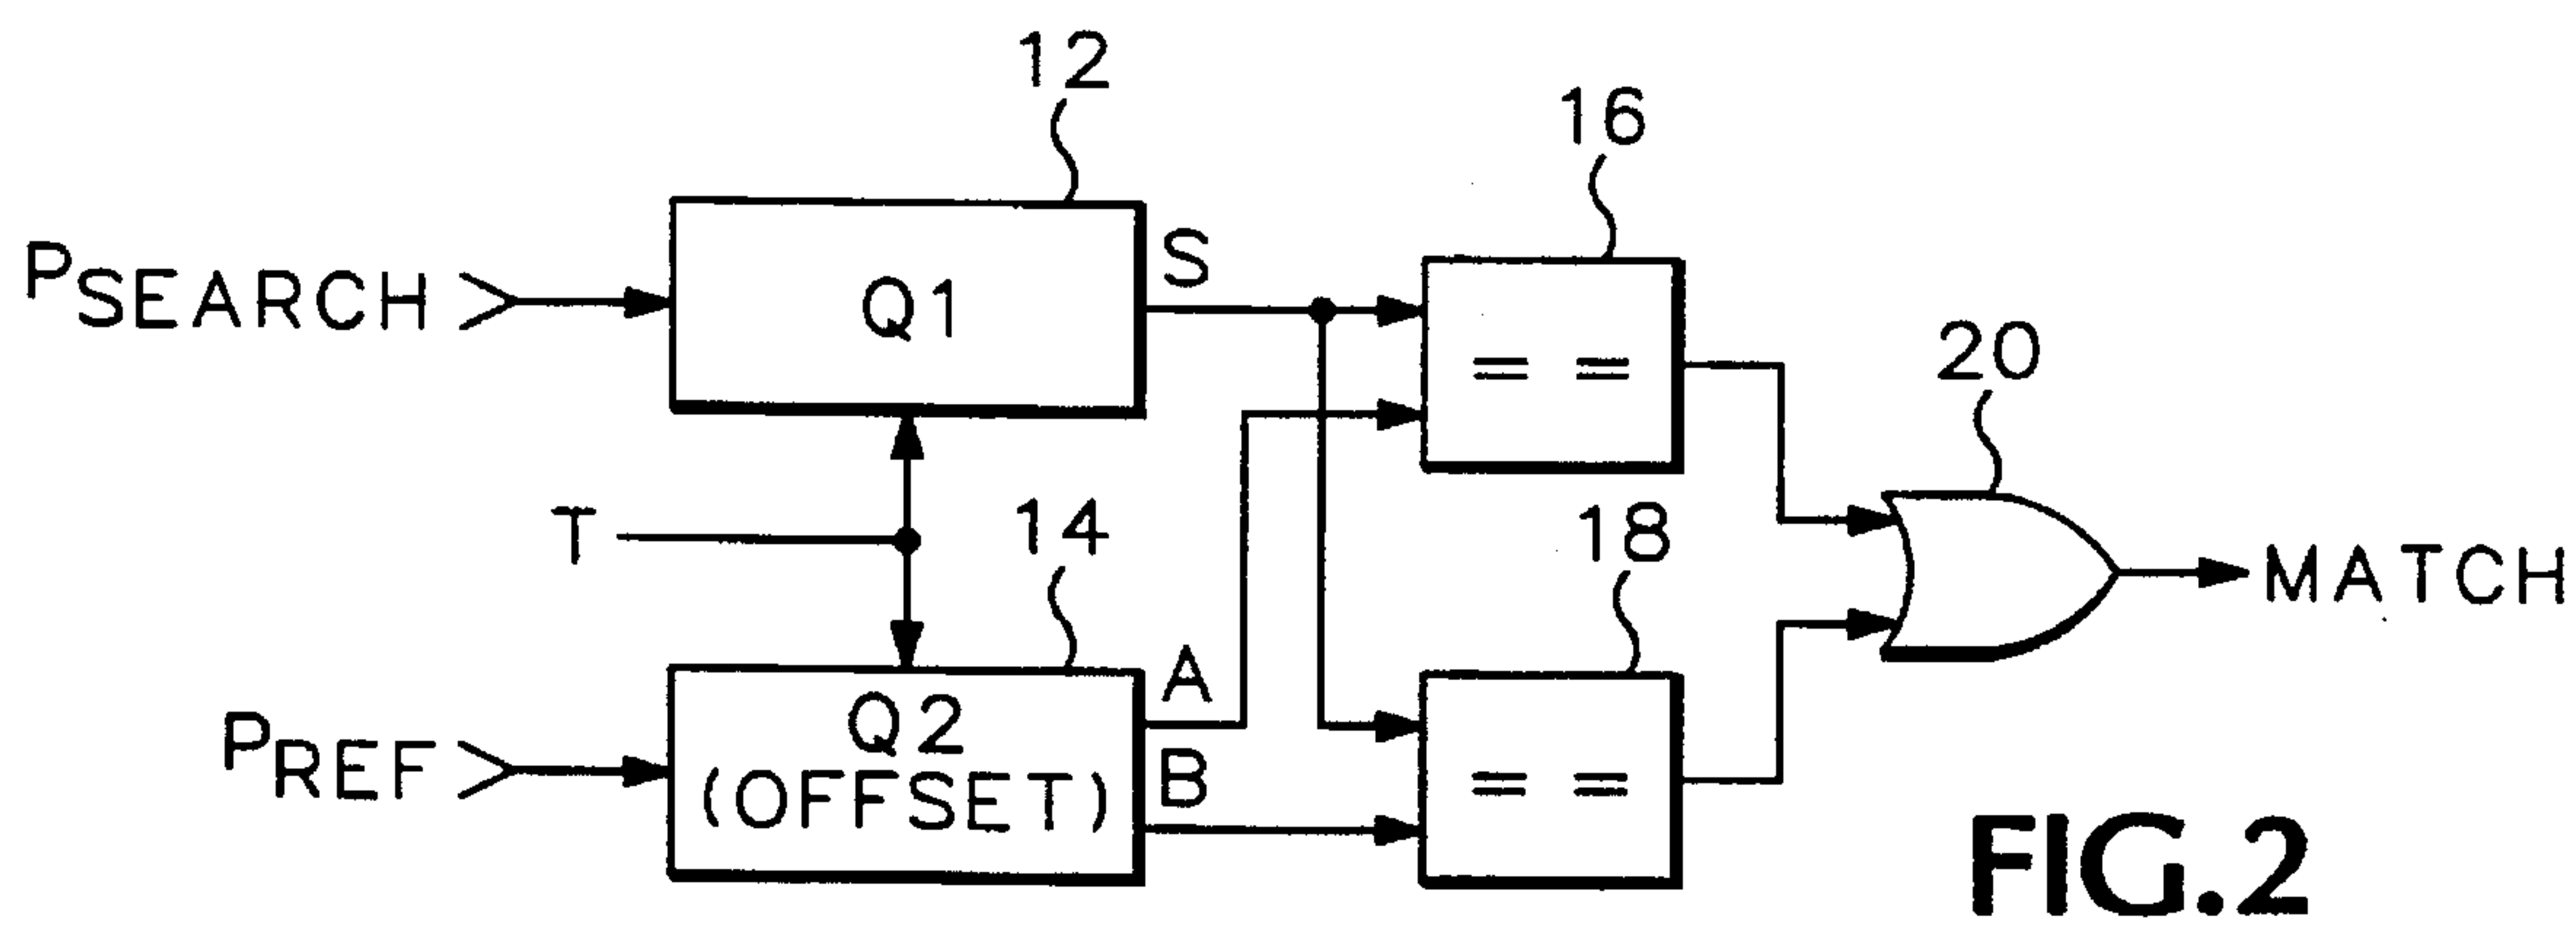 12
16
PSEARCH
Q1
S
= =
20
T
14
18
MATCH
A
PREF
Q2
(OFFSET)
B
= =
FIG.2